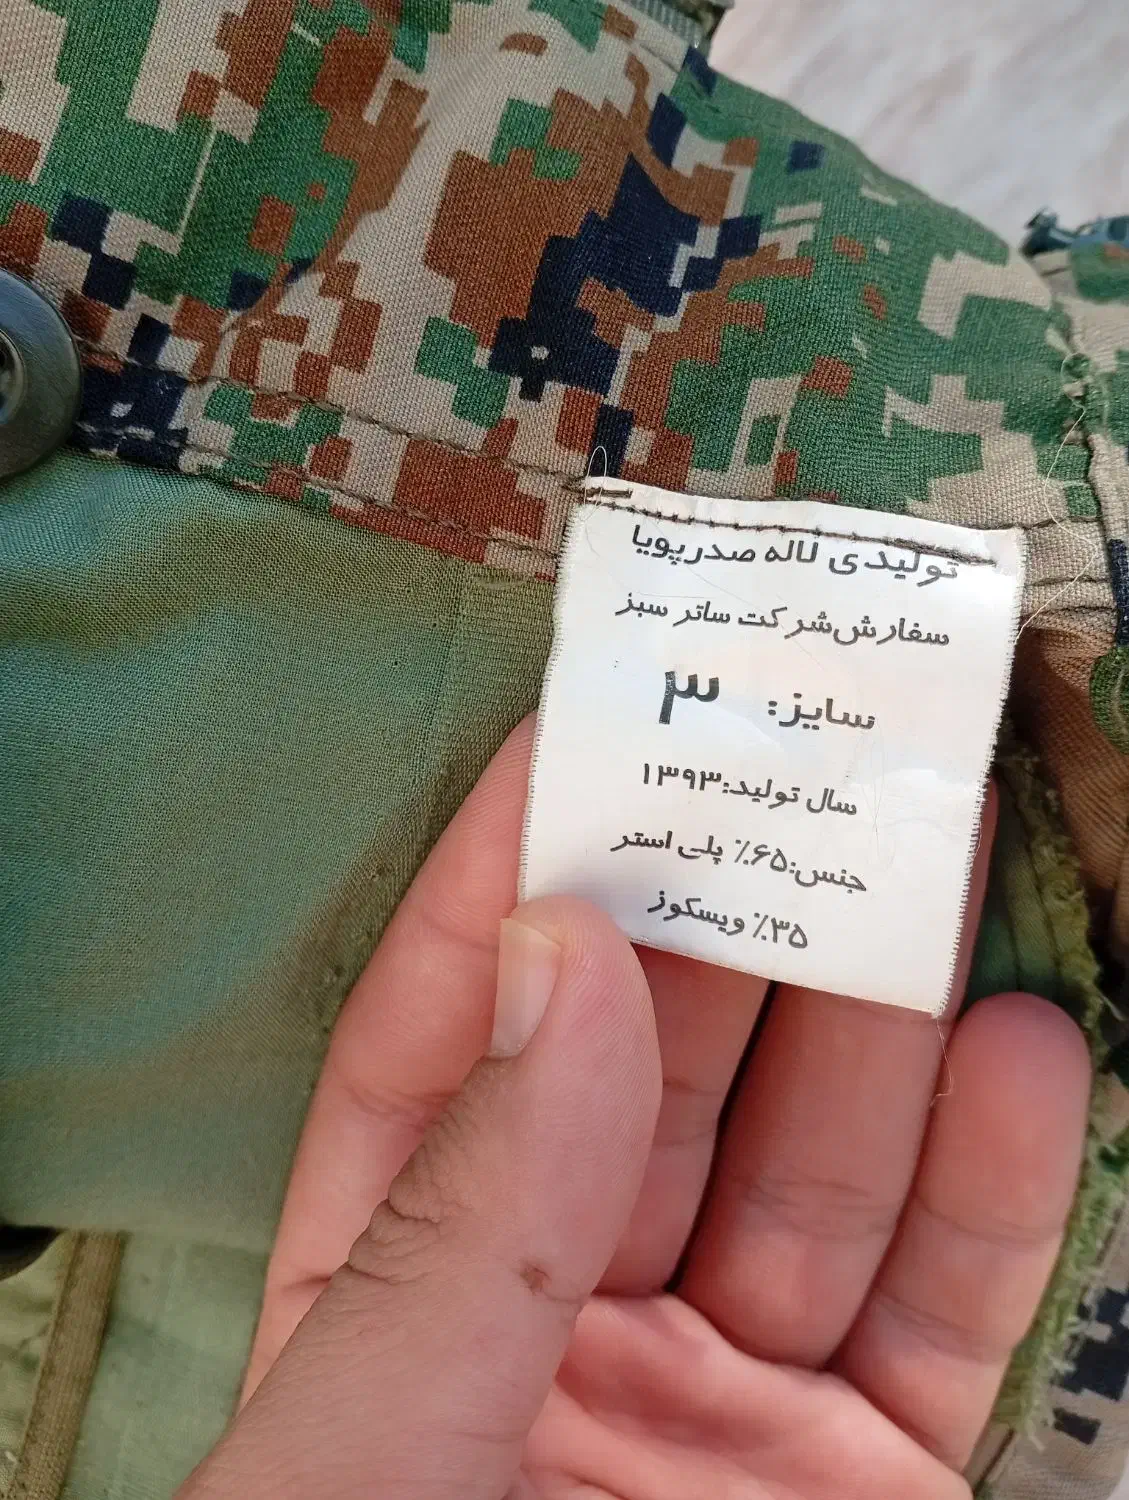 تولیدی لاله صدرپویا
سفارش شرکت ساتر سبز
سایز: ۳
سال تولید:۱۳۹۳
جنس:۶۵٪ پلی استر
۳۵٪ ویسکوز